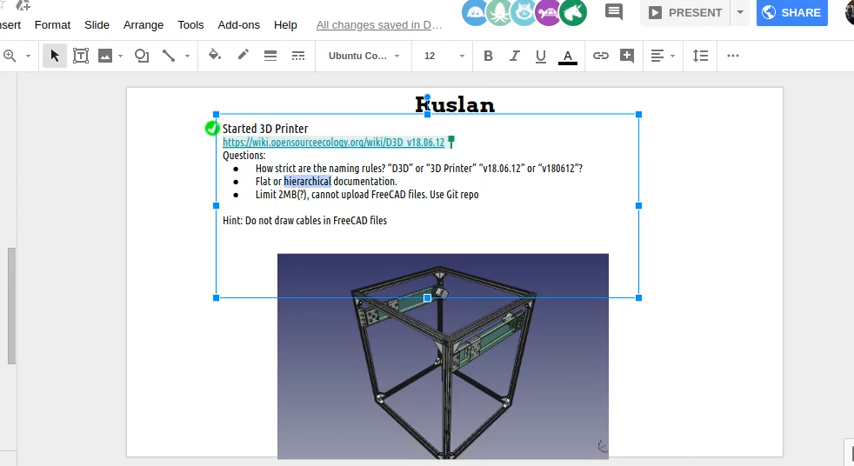 nsert Format Slide Arrange Tools Add-ons Help All changes saved in D... PRESENT SHARE
Ubuntu Co... 12 B I U A
Ruslan
Started 3D Printer
https://wiki.opensourceecology.org/wiki/D3D_v18.06.12
Questions:
● How strict are the naming rules? “D3D” or “3D Printer” “v18.06.12” or “v180612”?
● Flat or hierarchical documentation.
● Limit 2MB(?), cannot upload FreeCAD files. Use Git repo
Hint: Do not draw cables in FreeCAD files